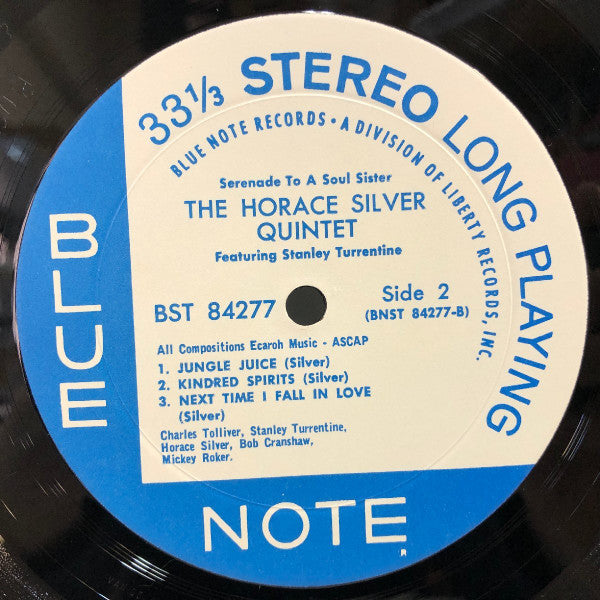 33⅓ STEREO LONG PLAYING
BLUE NOTE RECORDS • A DIVISION OF LIBERTY RECORDS, INC.
Serenade To A Soul Sister
THE HORACE SILVER
QUINTET
Featuring Stanley Turrentine
BST 84277
Side 2
(BNST 84277-B)
All Compositions Ecaroh Music - ASCAP
1. JUNGLE JUICE (Silver)
2. KINDRED SPIRITS (Silver)
3. NEXT TIME I FALL IN LOVE
(Silver)
Charles Tolliver, Stanley Turrentine,
Horace Silver, Bob Cranshaw,
Mickey Roker.
BLUE
NOTE